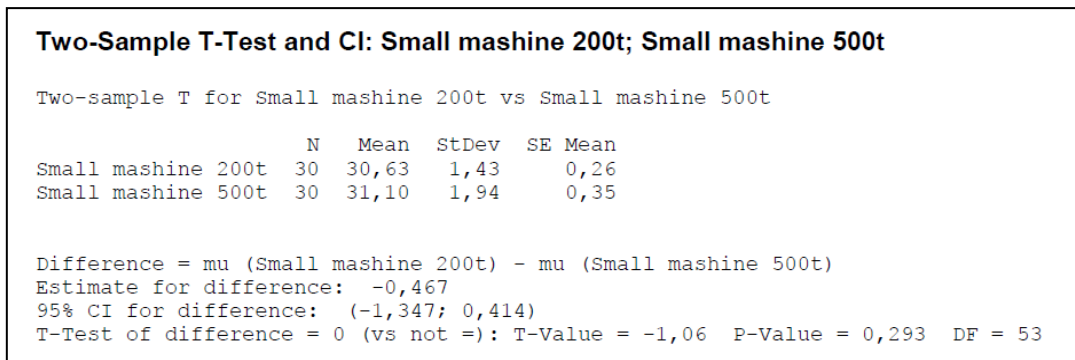 Two-Sample T-Test and CI: Small mashine 200t; Small mashine 500t
Two-sample T for Small mashine 200t vs Small mashine 500t
N Mean StDev SE Mean
Small mashine 200t 30 30,63 1,43 0,26
Small mashine 500t 30 31,10 1,94 0,35
Difference = mu (Small mashine 200t) - mu (Small mashine 500t)
Estimate for difference: -0,467
95% CI for difference: (-1,347; 0,414)
T-Test of difference = 0 (vs not =): T-Value = -1,06 P-Value = 0,293 DF = 53